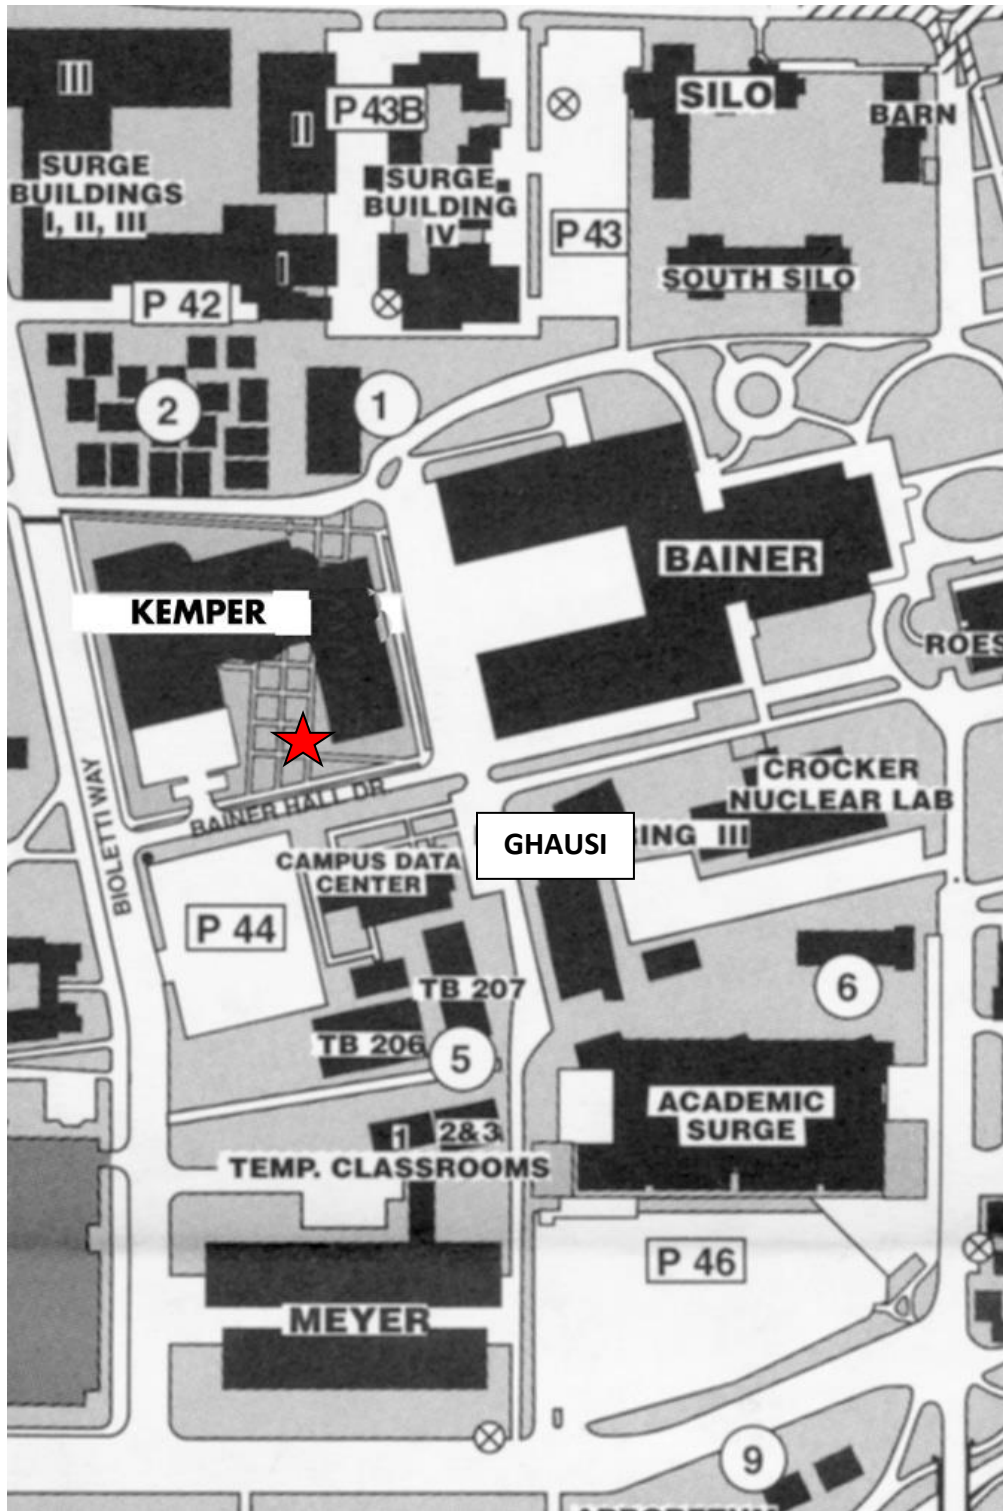 III
II
P 43B
SILO
BARN
SURGE
BUILDINGS
I, II, III
SURGE
BUILDING
IV
P 43
I
SOUTH SILO
P 42
2
1
BAINER
KEMPER
ROES
BIOLETTI WAY
BAINER HALL DR.
CROCKER
NUCLEAR LAB
GHAUSI
RING III
CAMPUS DATA
CENTER
P 44
TB 207
6
TB 206
5
ACADEMIC
SURGE
1
2&3
TEMP. CLASSROOMS
P 46
MEYER
9